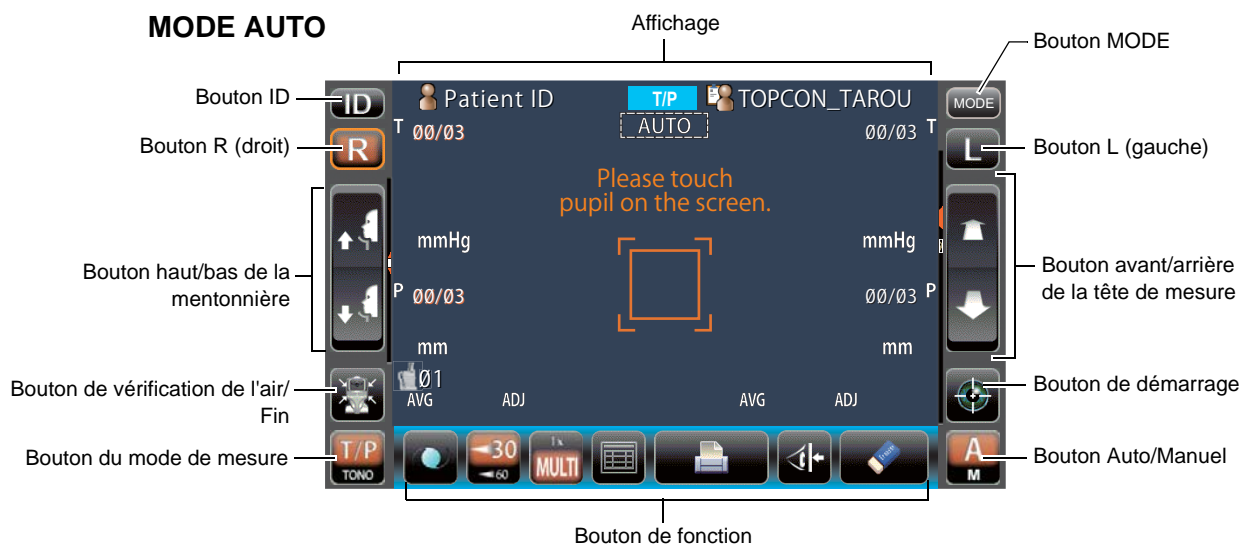 MODE AUTO
Affichage
Bouton MODE
Bouton ID
Bouton R (droit)
Bouton haut/bas de la
mentonnière
Bouton de vérification de l'air/
Fin
Bouton du mode de mesure
ID
R
T/P
TONO
Patient ID
T/P
TOPCON_TAROU
AUTO
T 00/03
00/03 T
Please touch
pupil on the screen.
mmHg
mmHg
P 00/03
00/03 P
mm
mm
01
AVG ADJ
AVG ADJ
30
60
1x
MULTI
MODE
L
A
M
Bouton L (gauche)
Bouton avant/arrière
de la tête de mesure
Bouton de démarrage
Bouton Auto/Manuel
Bouton de fonction